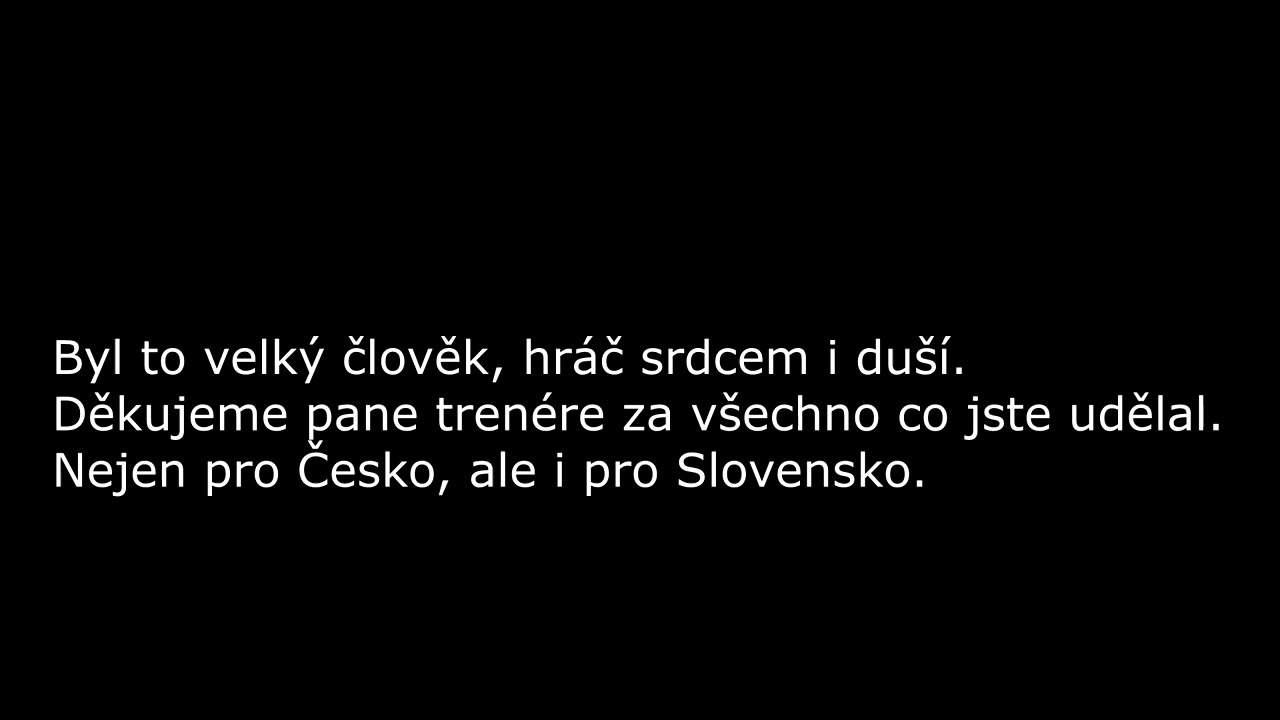 Byl to velký člověk, hráč srdcem i duší.
Děkujeme pane trenére za všechno co jste udělal.
Nejen pro Česko, ale i pro Slovensko.